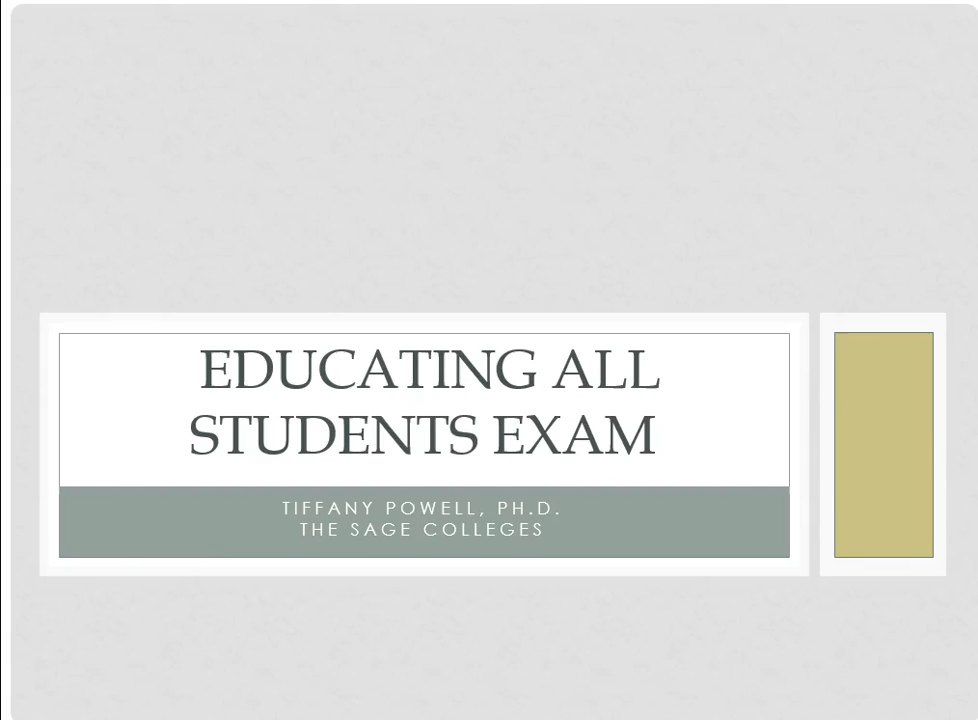 EDUCATING ALL
STUDENTS EXAM
TIFFANY POWELL, PH.D.
THE SAGE COLLEGES